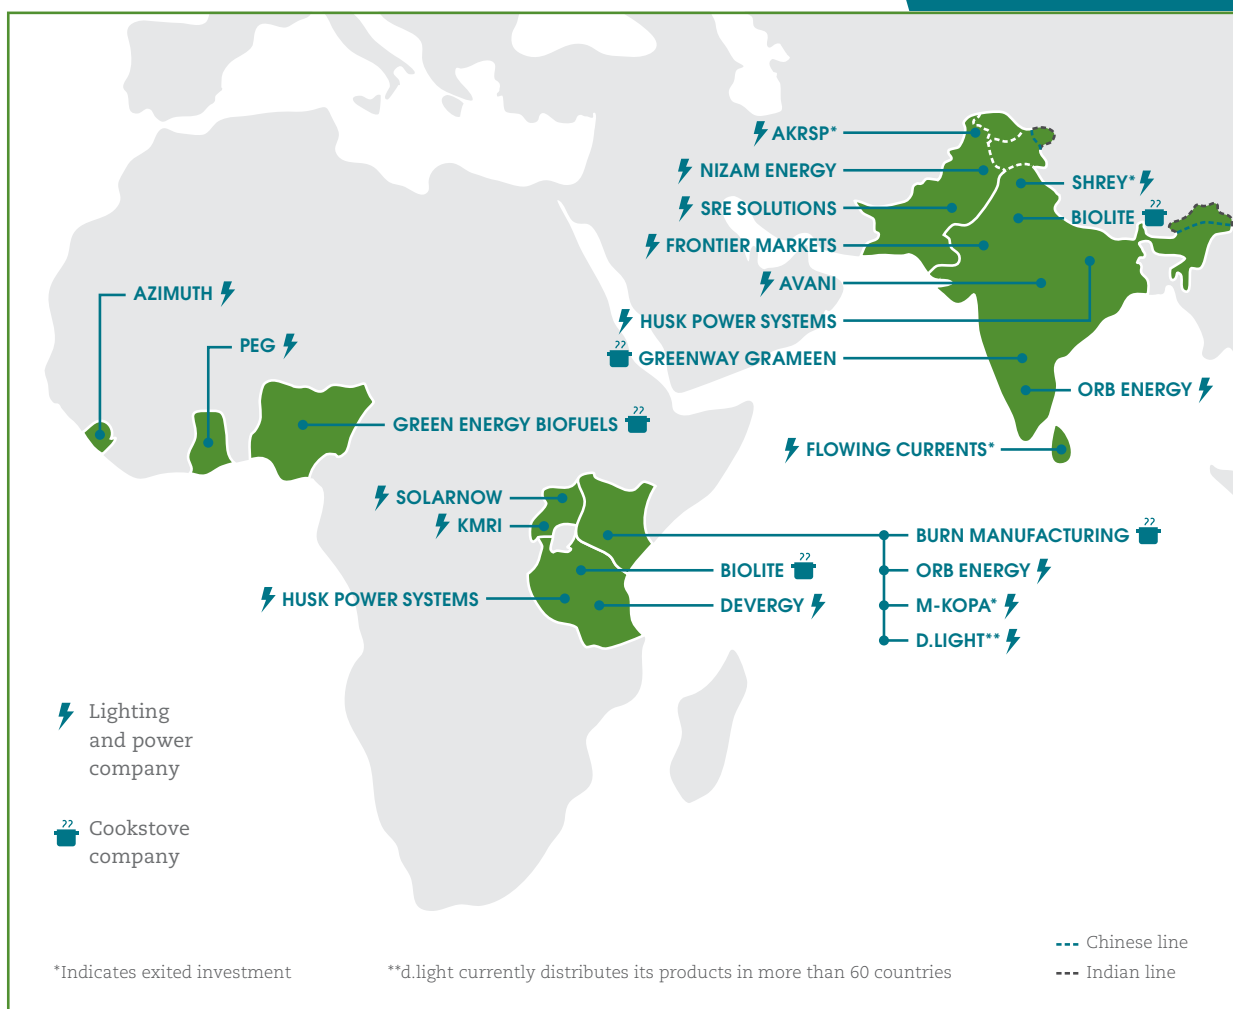 AKRSP*
NIZAM ENERGY
SHREY*
SRE SOLUTIONS
BIOLITE
FRONTIER MARKETS
AVANI
AZIMUTH
HUSK POWER SYSTEMS
PEG
GREENWAY GRAMEEN
ORB ENERGY
GREEN ENERGY BIOFUELS
FLOWING CURRENTS*
SOLARNOW
KMRI
BURN MANUFACTURING
BIOLITE
ORB ENERGY
HUSK POWER SYSTEMS
DEVERGY
M-KOPA*
D.LIGHT**
Lighting
and power
company
Cookstove
company
Chinese line
*Indicates exited investment
**d.light currently distributes its products in more than 60 countries
Indian line